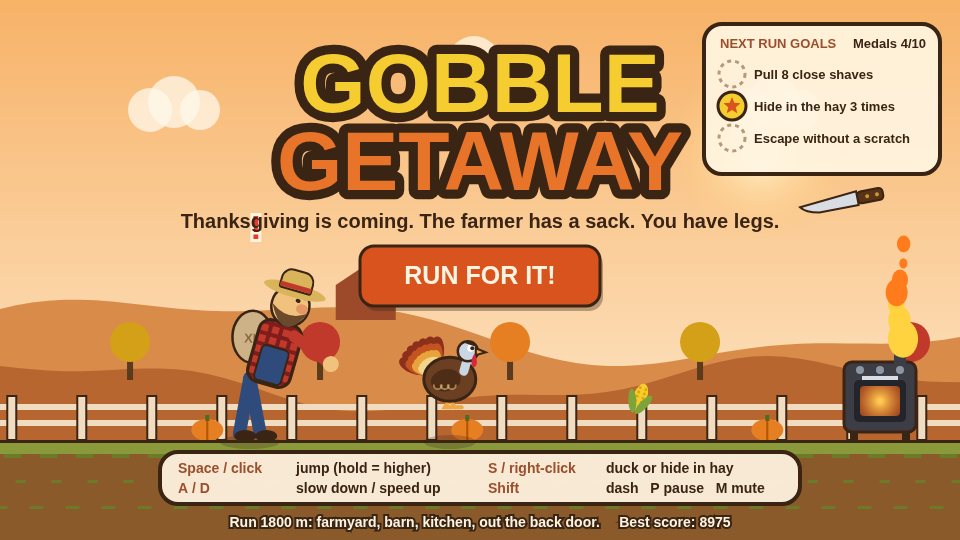 GOBBLE
GETAWAY
NEXT RUN GOALS Medals 4/10
Pull 8 close shaves
Hide in the hay 3 times
Escape without a scratch
Thanksgiving is coming. The farmer has a sack. You have legs.
!
RUN FOR IT!
Space / click jump (hold = higher) S / right-click duck or hide in hay
A / D slow down / speed up Shift dash P pause M mute
Run 1800 m: farmyard, barn, kitchen, out the back door. Best score: 8975